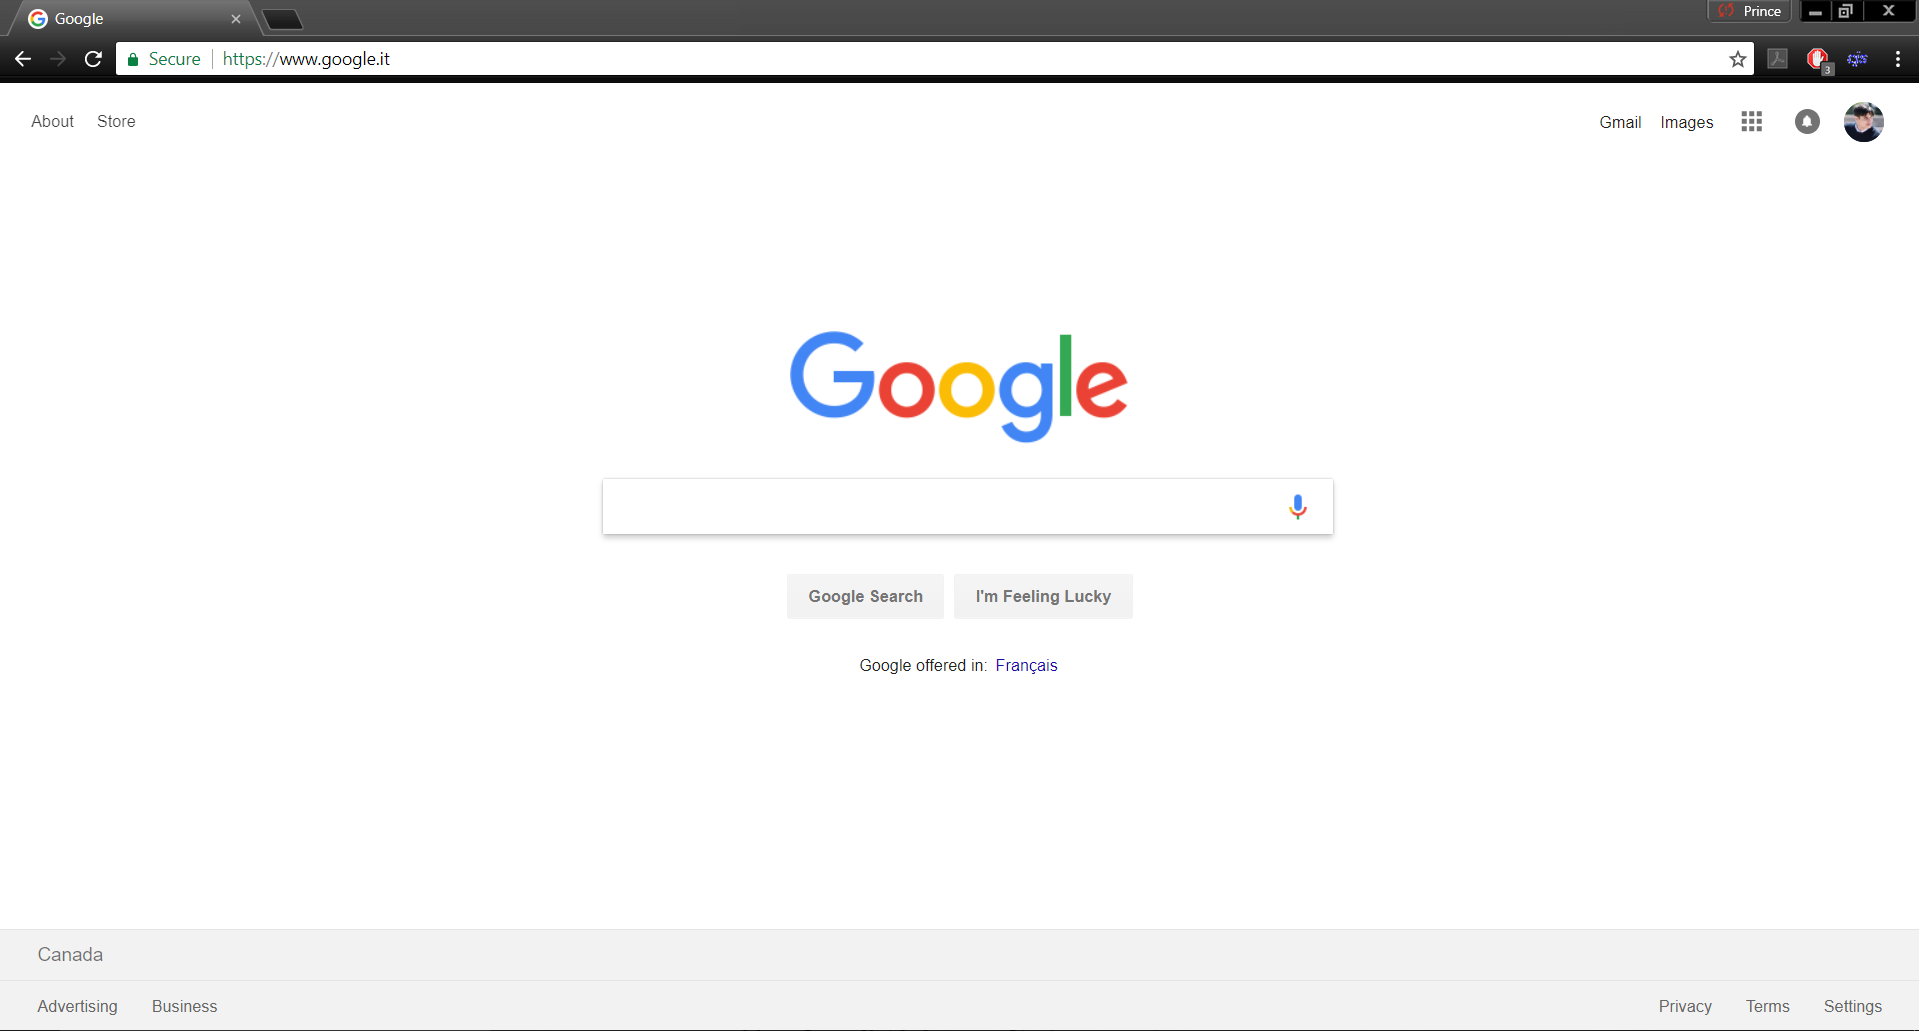 Google
Prince
Secure https://www.google.it
3
About Store
Gmail Images
Google
Google Search I'm Feeling Lucky
Google offered in: Français
Canada
Advertising Business
Privacy Terms Settings